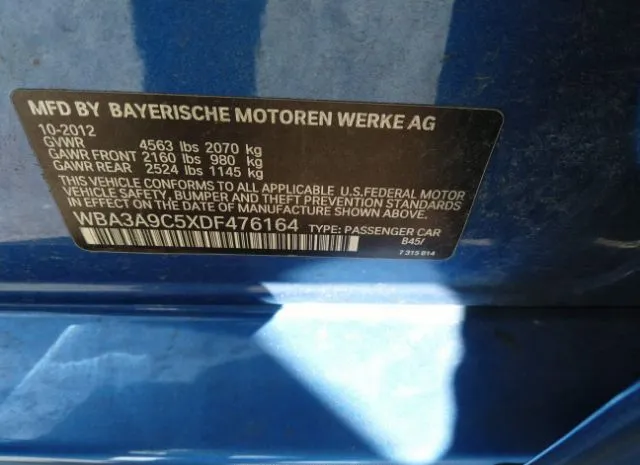 MFD BY BAYERISCHE MOTOREN WERKE AG
10-2012
GVWR 4563 lbs 2070 kg
GAWR FRONT 2160 lbs 980 kg
GAWR REAR 2524 lbs 1145 kg
THIS VEHICLE CONFORMS TO ALL APPLICABLE U.S.FEDERAL MOTOR
VEHICLE SAFETY, BUMPER, AND THEFT PREVENTION STANDARDS
IN EFFECT ON THE DATE OF MANUFACTURE SHOWN ABOVE.
WBA3A9C5XDF476164 TYPE: PASSENGER CAR
B45/
7 315 814